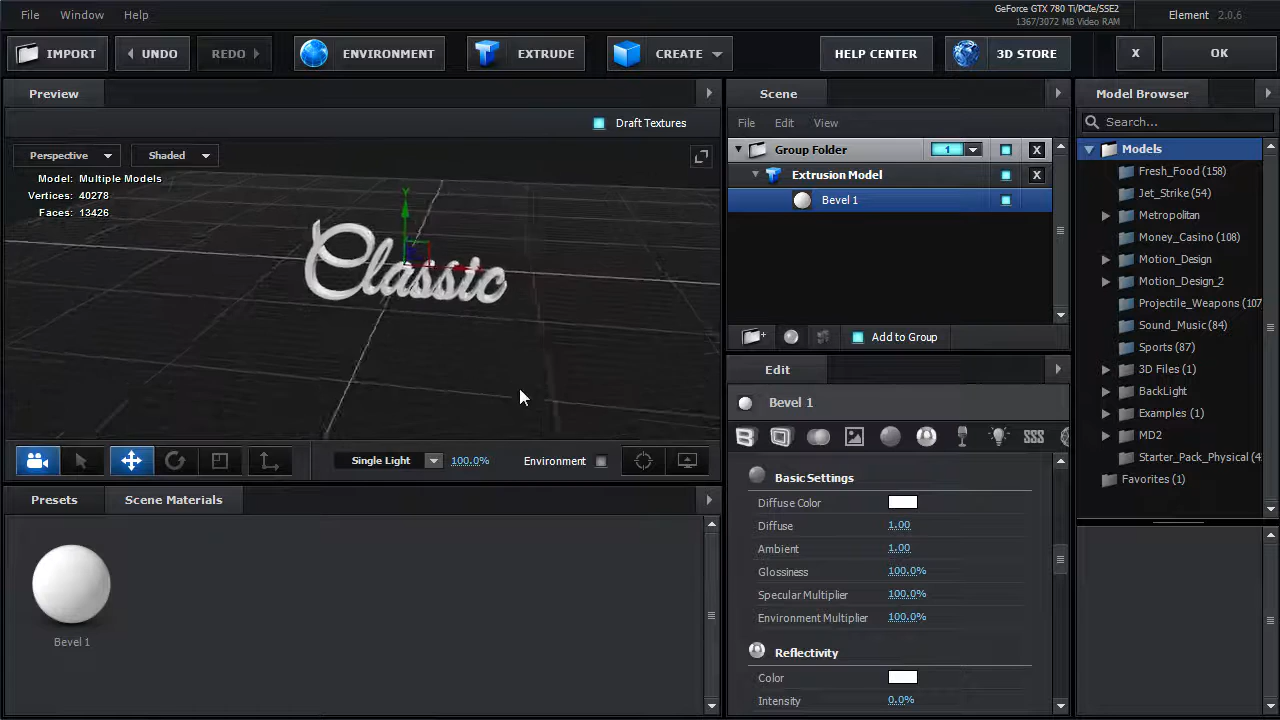 File Window Help
GeForce GTX 780 Ti/PCIe/SSE2
1367/3072 MB Video RAM
Element 2.0.6
IMPORT UNDO REDO ENVIRONMENT EXTRUDE CREATE HELP CENTER 3D STORE X OK
Preview
Draft Textures
Perspective Shaded
Model: Multiple Models
Vertices: 40278
Faces: 13426
Y
Classic
Single Light 100.0% Environment
Presets Scene Materials
Bevel 1
Scene
File Edit View
Group Folder 1 X
Extrusion Model X
Bevel 1
Add to Group
Edit
Bevel 1
Basic Settings
Diffuse Color
Diffuse 1.00
Ambient 1.00
Glossiness 100.0%
Specular Multiplier 100.0%
Environment Multiplier 100.0%
Reflectivity
Color
Intensity 0.0%
Model Browser
Search...
Models
Fresh_Food (158)
Jet_Strike (54)
Metropolitan
Money_Casino (108)
Motion_Design
Motion_Design_2
Projectile_Weapons (107
Sound_Music (84)
Sports (87)
3D Files (1)
BackLight
Examples (1)
MD2
Starter_Pack_Physical (4
Favorites (1)